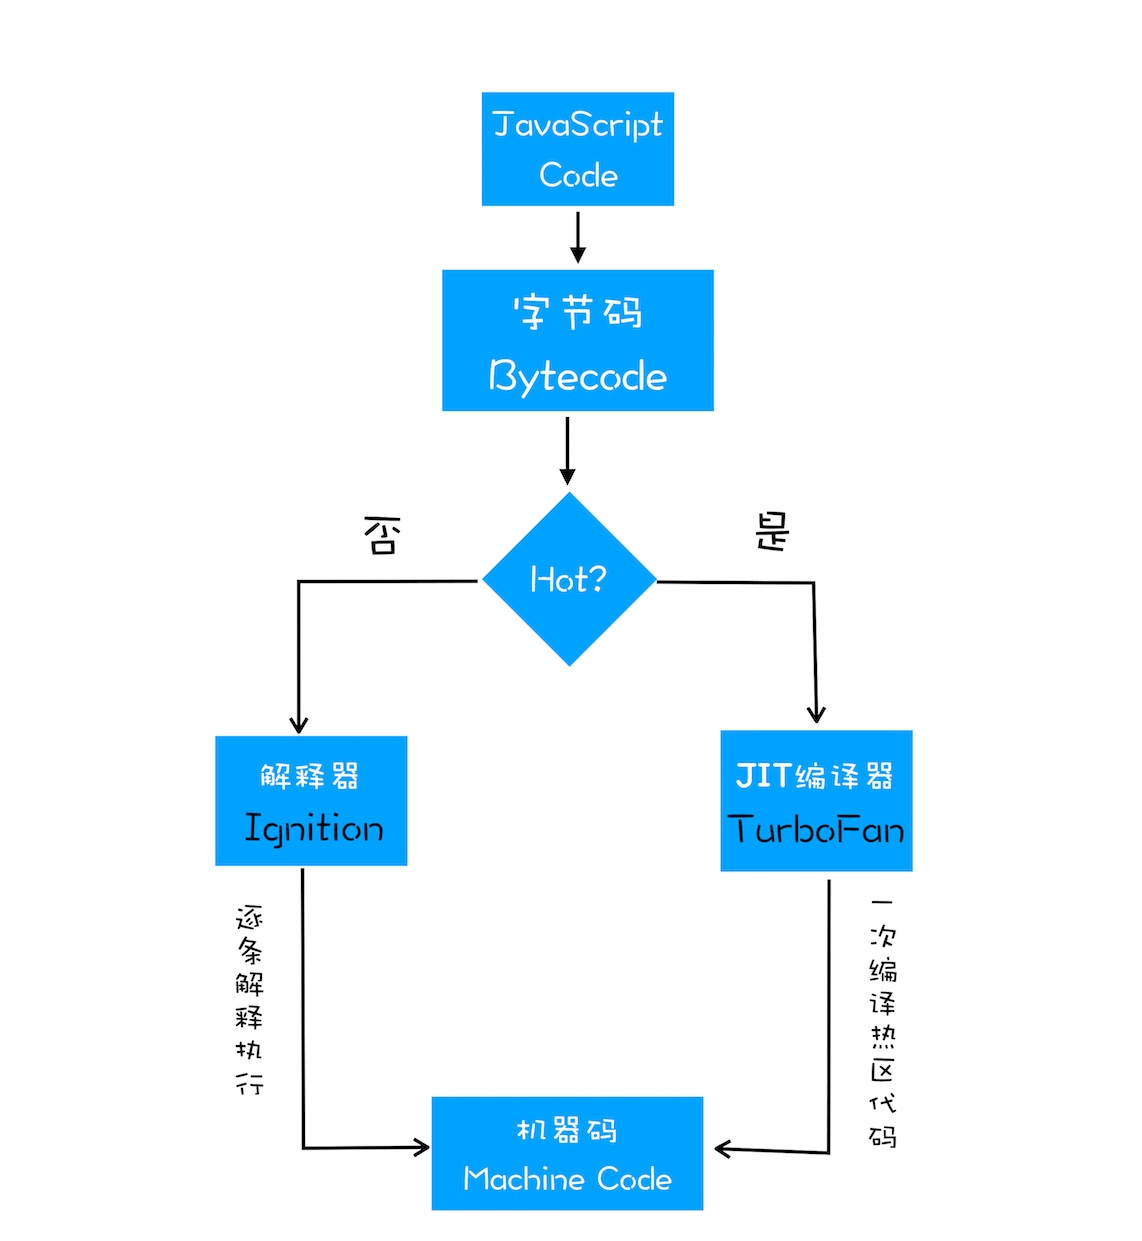 JavaScript
Code
字节码
Bytecode
否
是
Hot?
解释器
Ignition
JIT编译器
TurboFan
逐条解释执行
一次编译热区代码
机器码
Machine Code